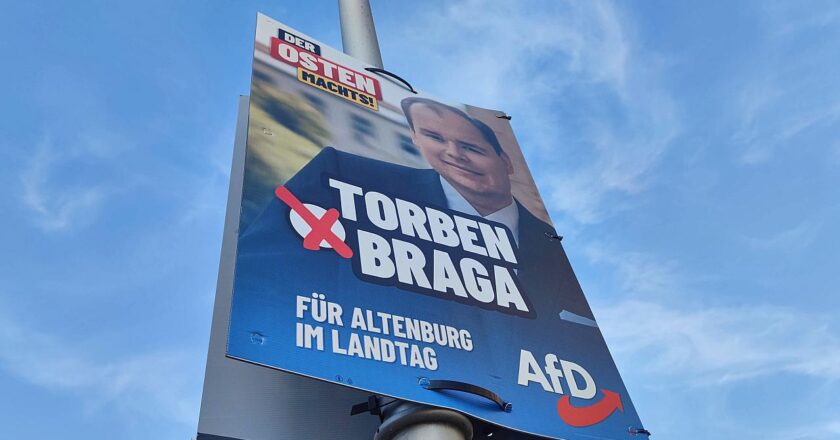 DER
OSTEN
MACHTS!
TORBEN
BRAGA
FÜR ALTENBURG
IM LANDTAG
AfD